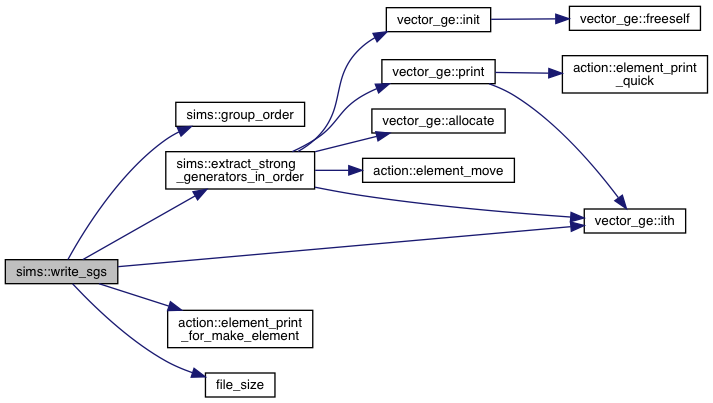 vector_ge::init
vector_ge::freeself
vector_ge::print
action::element_print
_quick
sims::group_order
vector_ge::allocate
sims::extract_strong
_generators_in_order
action::element_move
vector_ge::ith
sims::write_sgs
action::element_print
_for_make_element
file_size